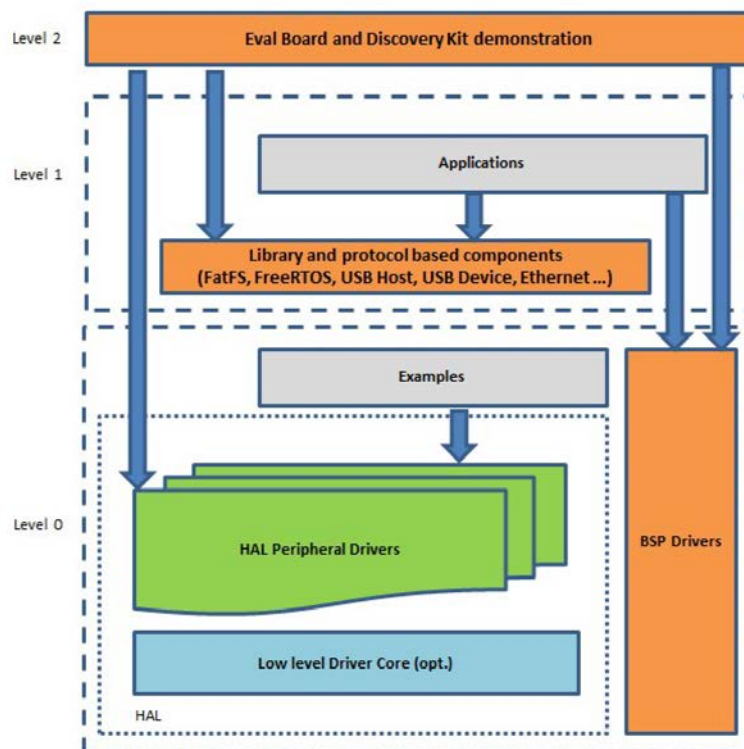 Level 2
Eval Board and Discovery Kit demonstration
Level 1
Applications
Library and protocol based components
(FatFS, FreeRTOS, USB Host, USB Device, Ethernet ...)
Examples
Level 0
HAL Peripheral Drivers
BSP Drivers
Low level Driver Core (opt.)
HAL